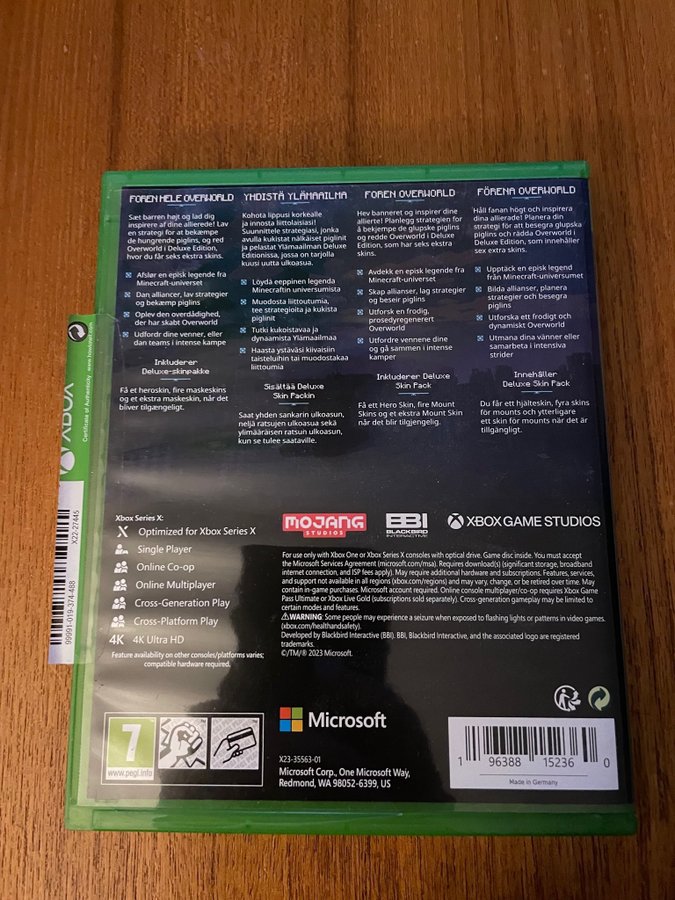 FOREN HELE OVERWORLD
Sæt barren højt og lad dig
inspirere af dine allierede! Lav
en strategi for at bekæmpe
de hungrende piglins, og red
Overworld i Deluxe Edition,
hvor du får seks ekstra skins.
Afslør en episk legende fra
Minecraft-universet
Dan alliancer, lav strategier
og bekæmp piglins
Oplev den overdådighed,
der har skabt Overworld
Udfordr dine venner, eller
dan teams i intense kampe
Inkluderer
Deluxe-skinpakke
Få et heroskin, fire maskeskins
og et ekstra maskeskin, når det
bliver tilgængeligt.
YHDISTÄ YLÄMAAILMA
Kohota lippusi korkealle
ja innosta liittolaisiasi!
Suunnittele strategiasi, jonka
avulla kukistat nälkäiset piglinit
ja pelastat Ylämaailman Deluxe
Editionissa, jossa on tarjolla
kuusi uutta ulkoasua.
Löydä eeppinen legenda
Minecraftin universumista
Muodosta liittoutumia,
tee strategioita ja kukista
piglinit
Tutki kukoistavaa ja
dynaamista Ylämaailmaa
Haasta ystäväsi kiivaisiin
taisteluihin tai muodostakaa
liittoumia
Sisältää Deluxe
Skin Packin
Saat yhden sankarin ulkoasun,
neljä ratsujen ulkoasua sekä
ylimääräisen ratsun ulkoasun,
kun se tulee saataville.
FOREN OVERWORLD
Hev banneret og inspirer dine
allierte! Planlegg strategien for
å bekjempe de glupske piglins
og redde Overworld i Deluxe
Edition, som har seks ekstra
skins.
Avdekk en episk legende fra
Minecraft-universet
Skap allianser, lag strategier
og beseir piglins
Utforsk en frodig,
prosedyregenerert
Overworld
Utfordre vennene dine
og gå sammen i intense
kamper
Inkluderer Deluxe
Skin Pack
Få ett Hero Skin, fire Mount
Skins og et ekstra Mount Skin
når det blir tilgjengelig.
FÖRENA OVERWORLD
Håll fanan högt och inspirera
dina allierade! Planera din
strategi för att besegra glupska
piglins och rädda Overworld i
Deluxe Edition, som innehåller
sex extra skins.
Upptäck en episk legend
från Minecraft-universumet
Bilda allianser, planera
strategier och besegra
piglins
Utforska ett frodigt och
dynamiskt Overworld
Utmana dina vänner eller
samarbeta i intensiva
strider
Innehåller
Deluxe Skin Pack
Du får ett hjälteskin, fyra skins
för mounts och ytterligare
ett skin för mounts när det är
tillgängligt.
XBOX
Certificate of Authenticity
X22-27445
90991-019-374-488
Xbox Series X:
Optimized for Xbox Series X
Single Player
Online Co-op
Online Multiplayer
Cross-Generation Play
Cross-Platform Play
4K 4K Ultra HD
Feature availability on other consoles/platforms varies;
compatible hardware required.
MOJANG
STUDIOS
BBI
BLACKBIRD
INTERACTIVE
XBOX GAME STUDIOS
For use only with Xbox One or Xbox Series X consoles with optical drive. Game disc inside. You must accept
the Microsoft Services Agreement (microsoft.com/msa). Requires download(s) (significant storage, broadband
internet connection, and ISP fees apply). May require additional hardware and subscriptions. Features, services,
and support not available in all regions (xbox.com/regions) and may vary, change, or be retired over time. May
contain in-game purchases. Microsoft account required. Online console multiplayer/co-op requires Xbox Game
Pass Ultimate or Xbox Live Gold (subscriptions sold separately). Cross-generation gameplay may be limited to
certain modes and features.
⚠WARNING: Some people may experience a seizure when exposed to flashing lights or patterns in video games.
(xbox.com/healthandsafety).
Developed by Blackbird Interactive (BBI). BBI, Blackbird Interactive, and the associated logo are registered
trademarks.
©/TM/® 2023 Microsoft.
7
www.pegi.info
Microsoft
X23-35563-01
Microsoft Corp., One Microsoft Way,
Redmond, WA 98052-6399, US
1 96388 15236 0
Made in Germany